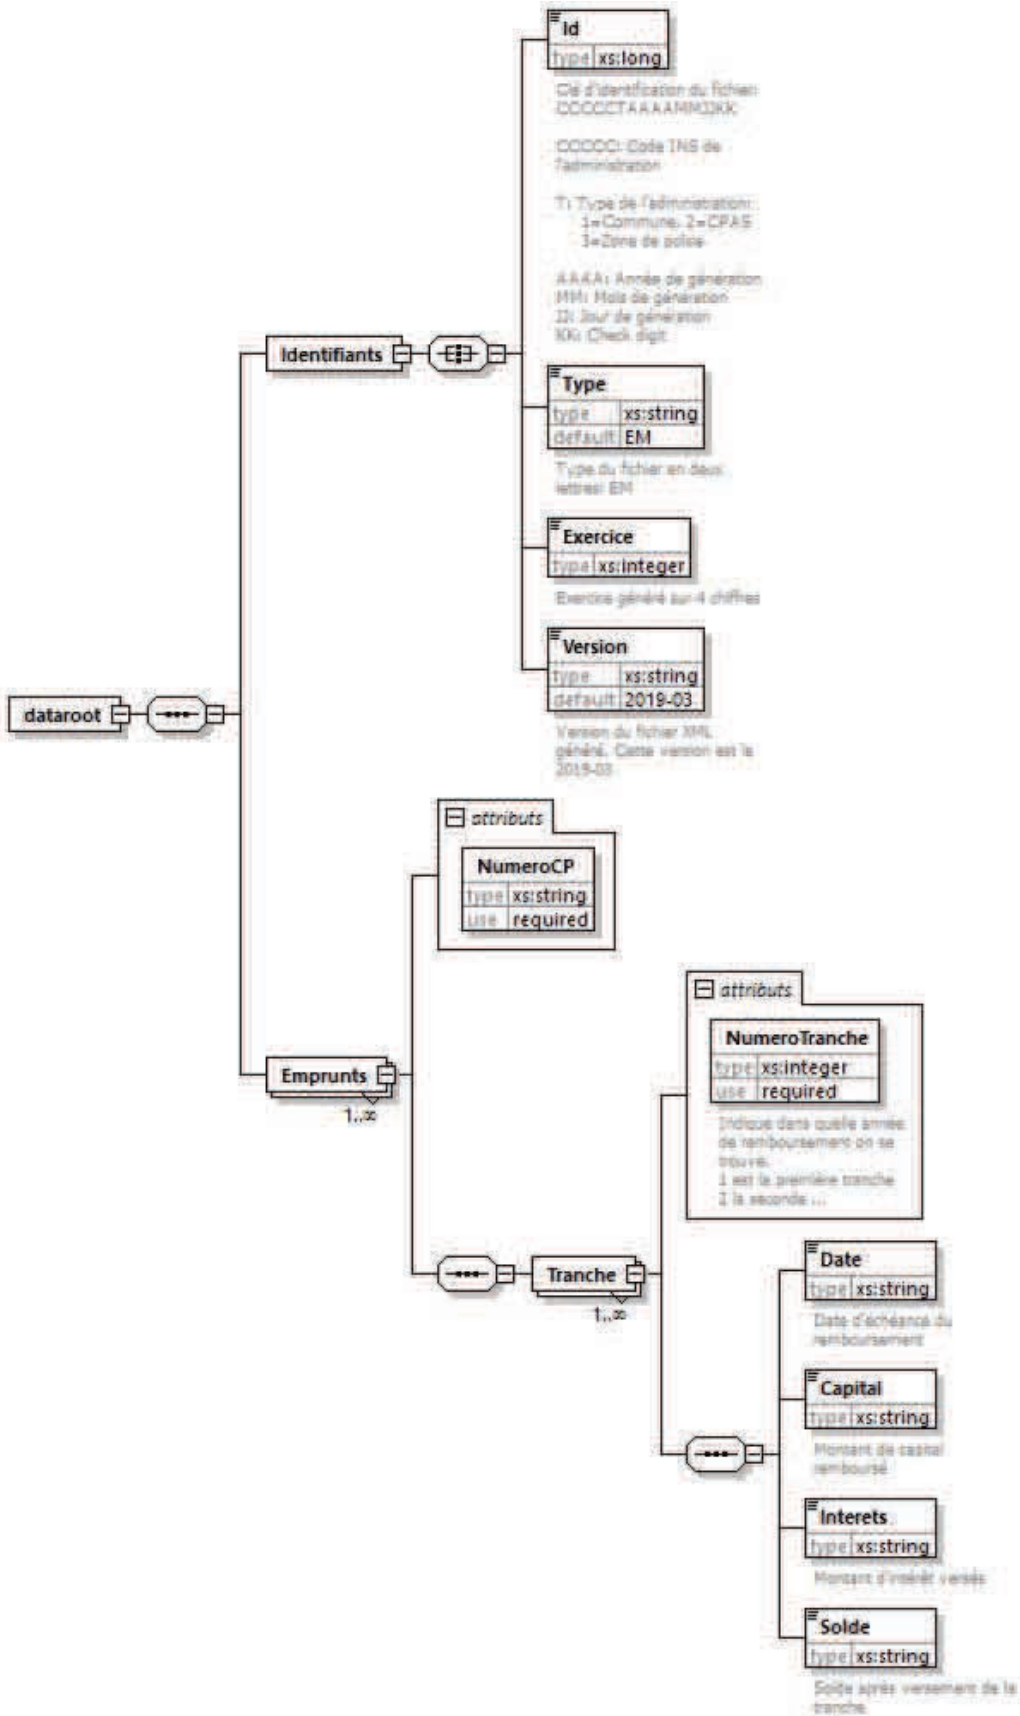 Id
type xs:long
Clé d'identification du fichier:
CCCCCTAAAAMMJJKK
CCCCC: Code INS de
l'administration
T: Type de l'administration:
1=Commune, 2=CPAS
3=Zone de police
AAAA: Année de génération
MM: Mois de génération
JJ: Jour de génération
KK: Check digit
Identifiants
Type
type xs:string
default EM
Type du fichier en deux
lettres: EM
Exercice
type xs:integer
Exercice généré sur 4 chiffres
Version
type xs:string
default 2019-03
Version du fichier XML
généré. Cette version est la
2019-03
dataroot
attributs
NumeroCP
type xs:string
use required
Emprunts
1..∞
attributs
NumeroTranche
type xs:integer
use required
Indique dans quelle année
de remboursement on se
trouve.
1 est la première tranche
2 la seconde ...
Tranche
1..∞
Date
type xs:string
Date d'échéance du
remboursement
Capital
type xs:string
Montant de capital
remboursé
Interets
type xs:string
Montant d'intérêt versés
Solde
type xs:string
Solde après versement de la
tranche